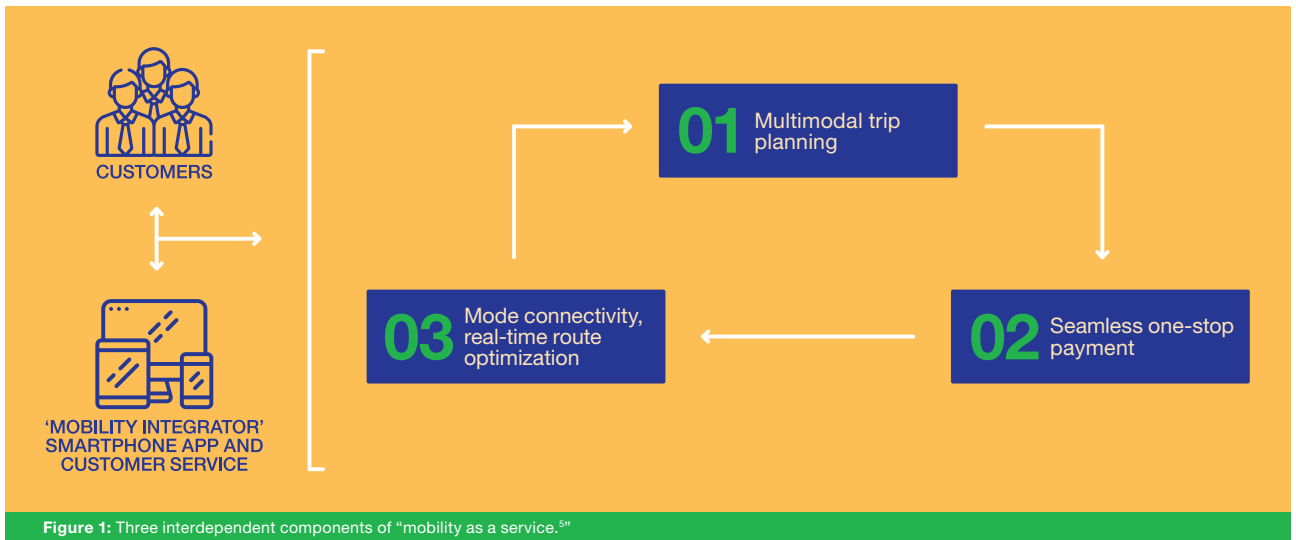 CUSTOMERS
'MOBILITY INTEGRATOR'
SMARTPHONE APP AND
CUSTOMER SERVICE
01
Multimodal trip
planning
02
Seamless one-stop
payment
03
Mode connectivity,
real-time route
optimization
Figure 1: Three interdependent components of “mobility as a service.⁵”